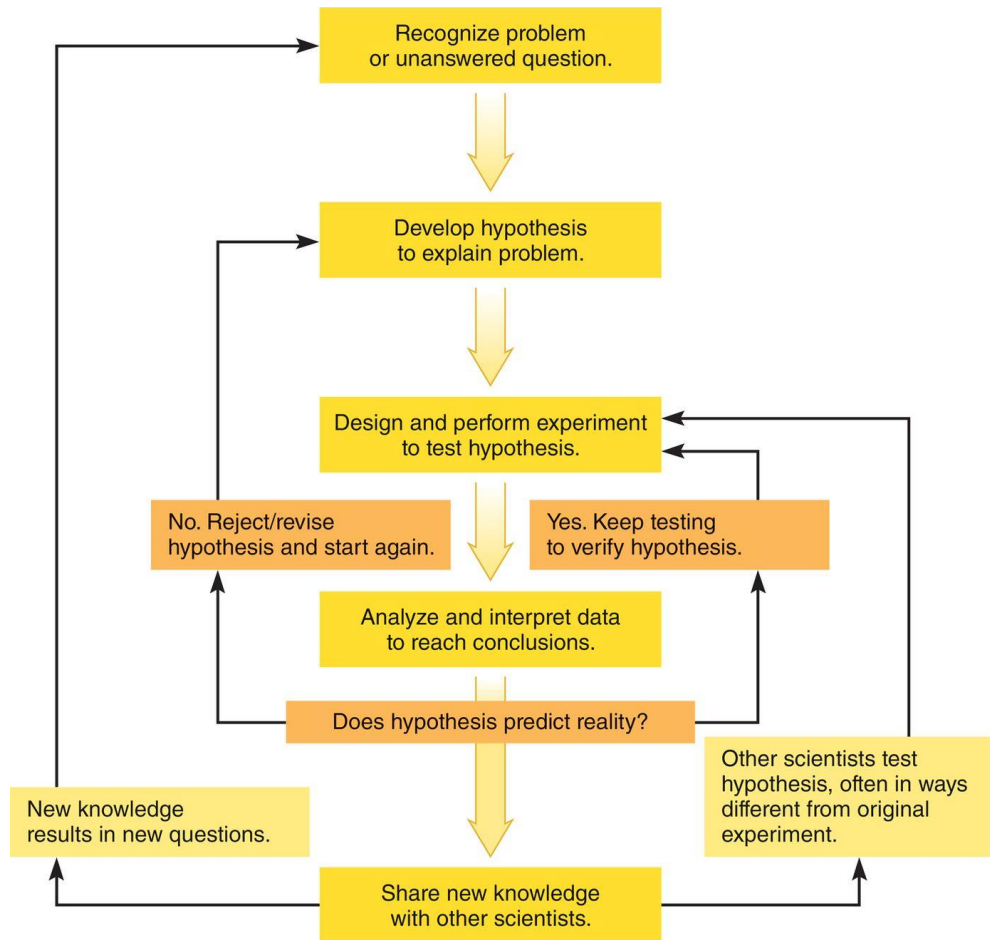 Recognize problem
or unanswered question.
Develop hypothesis
to explain problem.
Design and perform experiment
to test hypothesis.
No. Reject/revise
hypothesis and start again.
Yes. Keep testing
to verify hypothesis.
Analyze and interpret data
to reach conclusions.
Does hypothesis predict reality?
New knowledge
results in new questions.
Other scientists test
hypothesis, often in ways
different from original
experiment.
Share new knowledge
with other scientists.